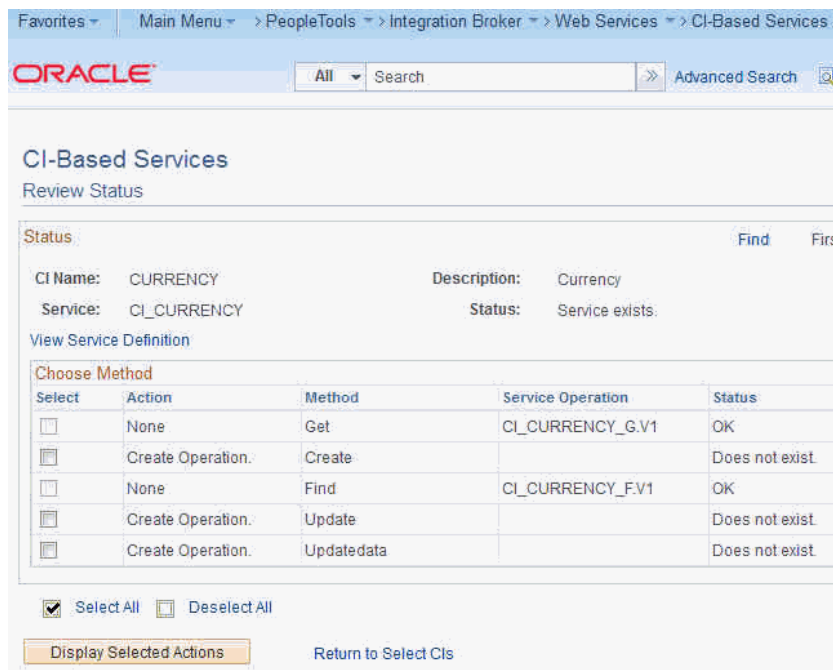 Favorites Main Menu > PeopleTools > Integration Broker > Web Services > CI-Based Services
ORACLE All Search >> Advanced Search
CI-Based Services
Review Status
Status Find
CI Name: CURRENCY Description: Currency
Service: CI_CURRENCY Status: Service exists.
View Service Definition
Choose Method
Select Action Method Service Operation Status
None Get CI_CURRENCY_G.V1 OK
Create Operation. Create Does not exist.
None Find CI_CURRENCY_F.V1 OK
Create Operation. Update Does not exist.
Create Operation. Updatedata Does not exist.
Select All Deselect All
Display Selected Actions Return to Select CIs